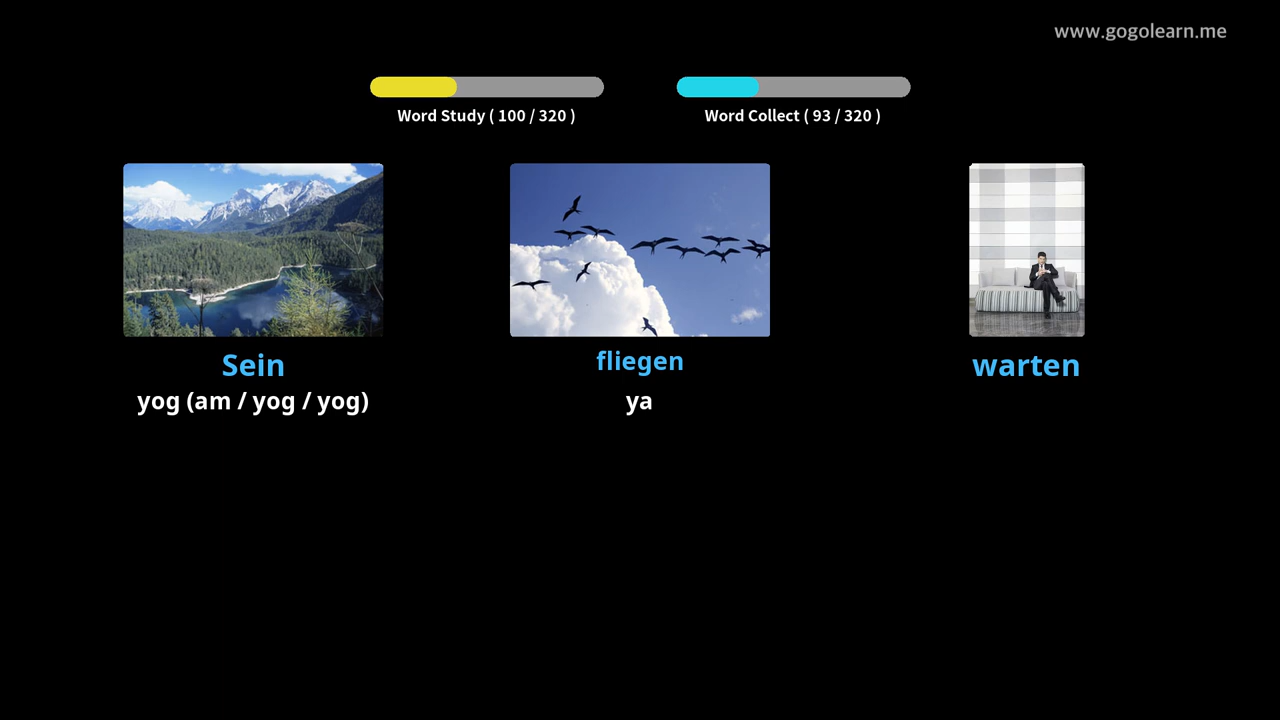 www.gogolearn.me
Word Study ( 100 / 320 )
Word Collect ( 93 / 320 )
Sein
yog (am / yog / yog)
fliegen
ya
warten